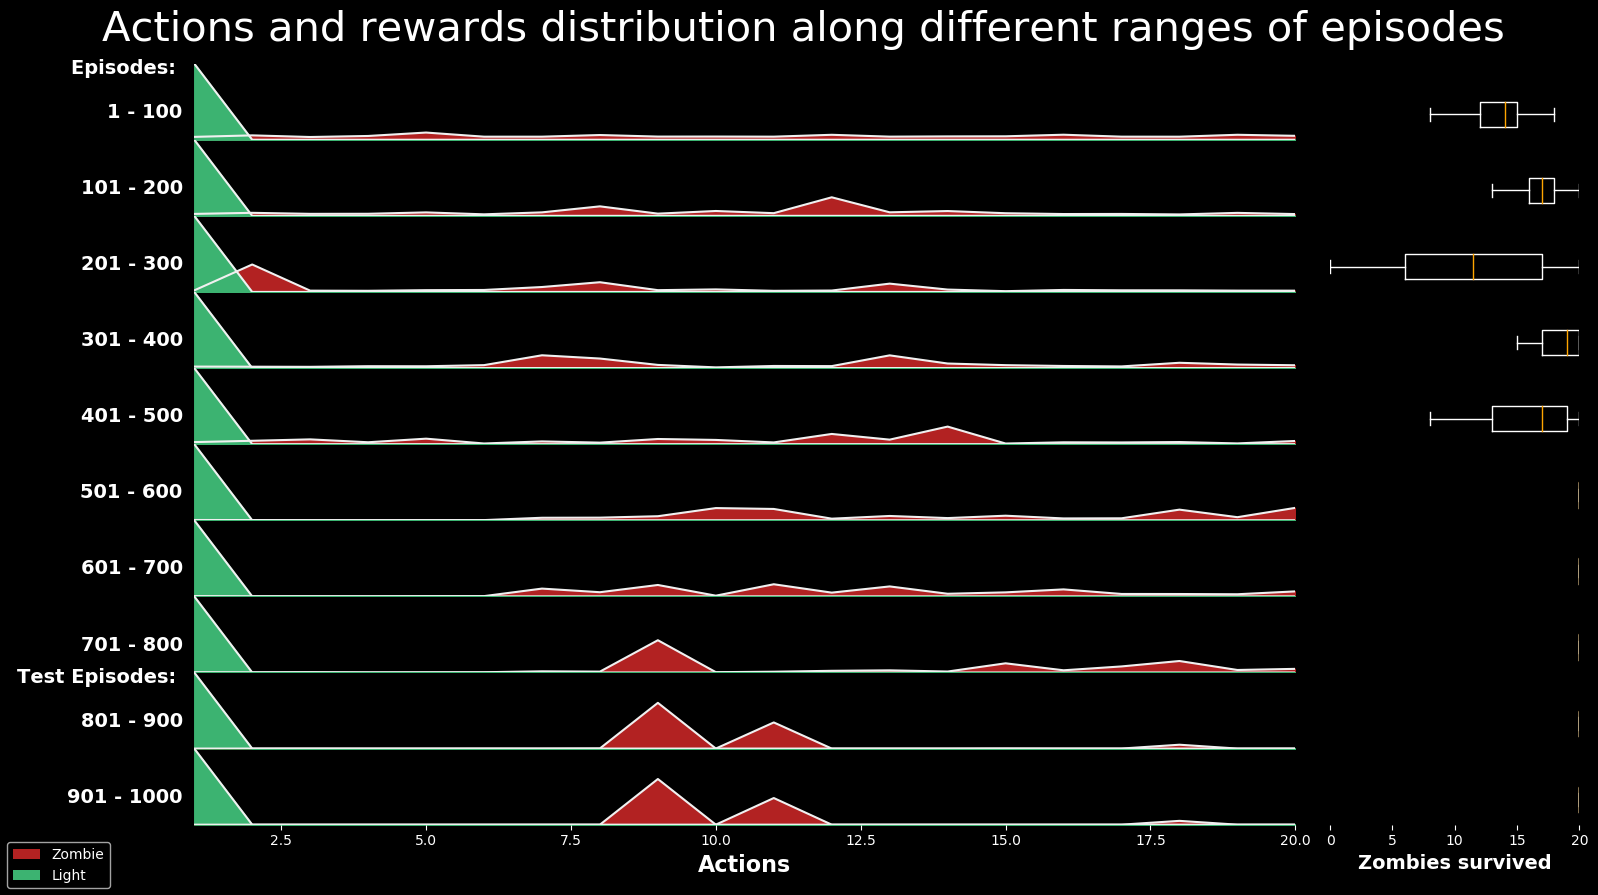 Actions and rewards distribution along different ranges of episodes
Episodes:
1 - 100
101 - 200
201 - 300
301 - 400
401 - 500
501 - 600
601 - 700
701 - 800
Test Episodes:
801 - 900
901 - 1000
2.5 5.0 7.5 10.0 12.5 15.0 17.5 20.0 0 5 10 15 20
Actions
Zombies survived
Zombie
Light